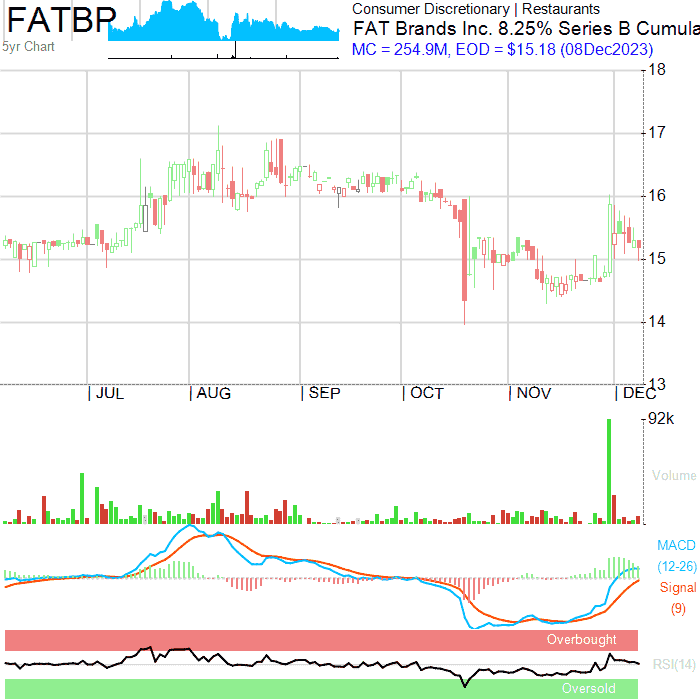 FATBP
5yr Chart
Consumer Discretionary | Restaurants
FAT Brands Inc. 8.25% Series B Cumula
MC = 254.9M, EOD = $15.18 (08Dec2023)
18
17
16
15
14
13
JUL AUG SEP OCT NOV DEC
92k
Volume
MACD
(12-26)
Signal
(9)
Overbought
RSI(14)
Oversold